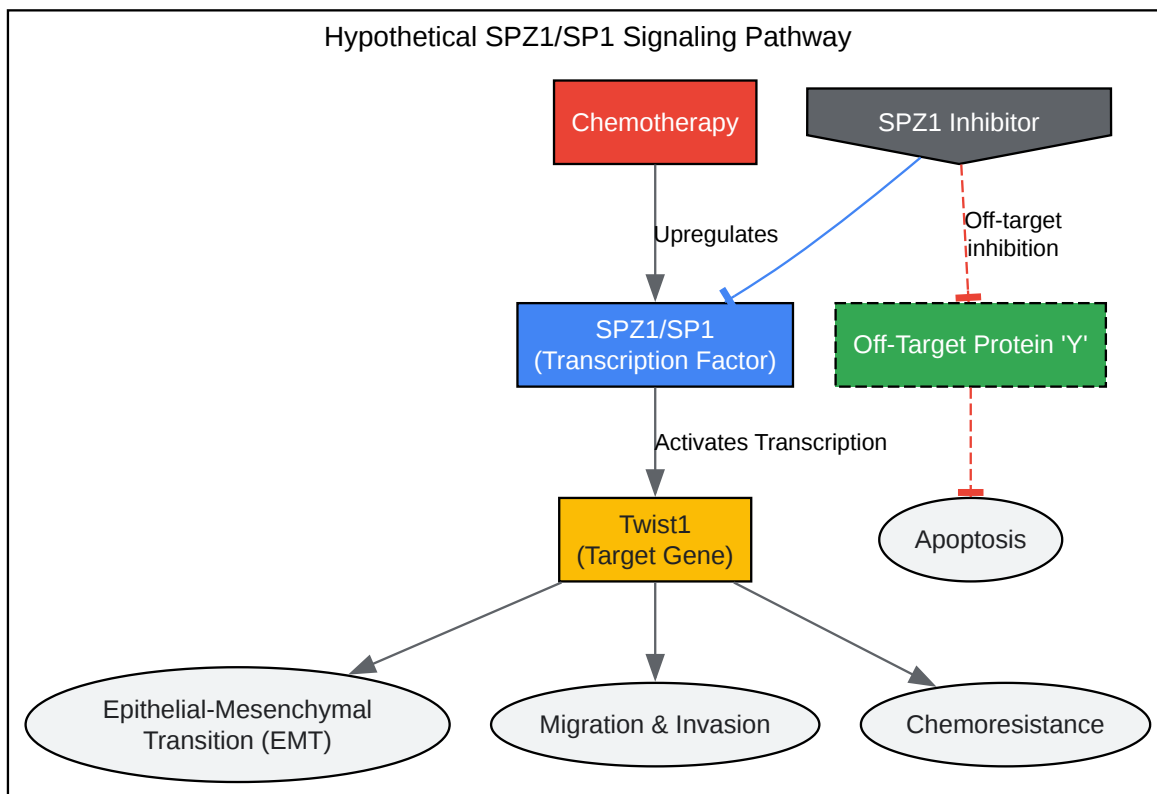 Hypothetical SPZ1/SP1 Signaling Pathway
Chemotherapy
SPZ1 Inhibitor
Upregulates
Off-target
inhibition
SPZ1/SP1
(Transcription Factor)
Off-Target Protein 'Y'
Activates Transcription
Twist1
(Target Gene)
Apoptosis
Epithelial-Mesenchymal
Transition (EMT)
Migration & Invasion
Chemoresistance